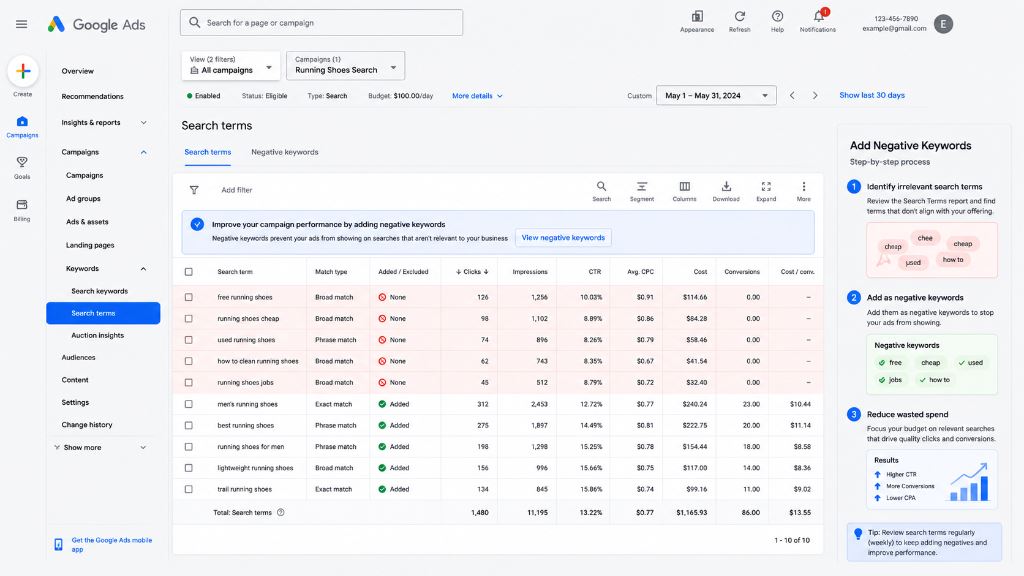 Google Ads
Search for a page or campaign
Appearance
Refresh
Help
!
Notifications
123-456-7890
example@gmail.com
E
Create
Campaigns
Goals
Billing
Overview
Recommendations
Insights & reports
Campaigns
Campaigns
Ad groups
Ads & assets
Landing pages
Keywords
Search keywords
Search terms
Auction insights
Audiences
Content
Settings
Change history
Show more
Get the Google Ads mobile
app
View (2 filters)
All campaigns
Campaigns (1)
Running Shoes Search
Enabled Status: Eligible Type: Search Budget: $100.00/day More details
Custom May 1 – May 31, 2024 Show last 30 days
Search terms
Search terms Negative keywords
Add filter
Search Segment Columns Download Expand More
Improve your campaign performance by adding negative keywords
Negative keywords prevent your ads from showing on searches that aren't relevant to your business
View negative keywords
Search term Match type Added / Excluded Clicks Impressions CTR Avg. CPC Cost Conversions Cost / conv.
free running shoes Broad match None 126 1,256 10.03% $0.91 $114.66 0.00 –
running shoes cheap Broad match None 98 1,102 8.89% $0.86 $84.28 0.00 –
used running shoes Phrase match None 74 896 8.26% $0.79 $58.46 0.00 –
how to clean running shoes Broad match None 62 743 8.35% $0.67 $41.54 0.00 –
running shoes jobs Broad match None 45 512 8.79% $0.72 $32.40 0.00 –
men's running shoes Exact match Added 312 2,453 12.72% $0.77 $240.24 23.00 $10.44
best running shoes Phrase match Added 275 1,897 14.49% $0.81 $222.75 20.00 $11.14
running shoes for men Broad match Added 198 1,298 15.25% $0.78 $154.44 18.00 $8.58
lightweight running shoes Broad match Added 156 996 15.66% $0.75 $117.00 14.00 $8.36
trail running shoes Exact match Added 134 845 15.86% $0.74 $99.16 11.00 $9.02
Total: Search terms 1,480 11,195 13.22% $0.77 $1,165.93 86.00 $13.55
1 - 10 of 10
Add Negative Keywords
Step-by-step process
1 Identify irrelevant search terms
Review the Search Terms report and find
terms that don't align with your offering.
cheap
chee
cheap
used
how to
2 Add as negative keywords
Add them as negative keywords to stop
your ads from showing.
Negative keywords
free cheap used
jobs how to
3 Reduce wasted spend
Focus your budget on relevant searches
that drive quality clicks and conversions.
Results
Higher CTR
More Conversions
Lower CPA
Tip: Review search terms regularly
(weekly) to keep adding negatives and
improve performance.